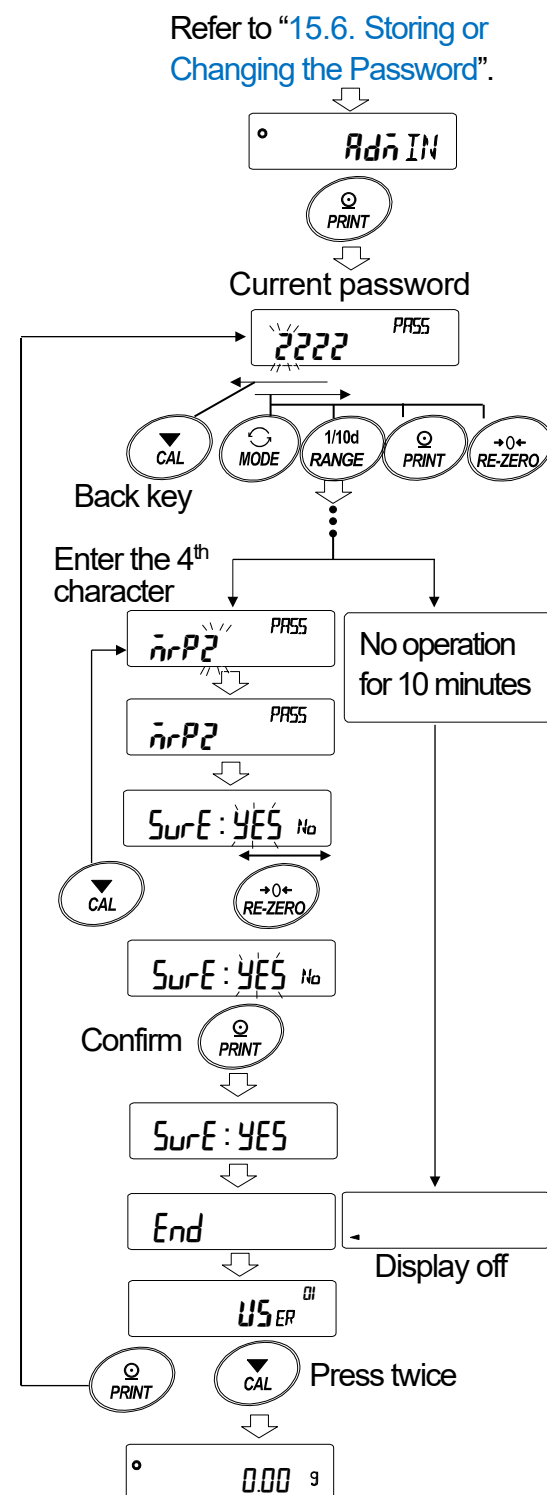 Refer to “15.6. Storing or
Changing the Password”.
Admin
PRINT
Current password
2222 PASS
CAL
MODE
1/10d
RANGE
PRINT
→0←
RE-ZERO
Back key
Enter the 4th
character
mrP2 PASS
No operation
for 10 minutes
mrP2 PASS
SurE: YES No
CAL
→0←
RE-ZERO
SurE: YES No
Confirm
PRINT
SurE: YES
End
Display off
USER 01
PRINT
CAL
Press twice
0.00 g